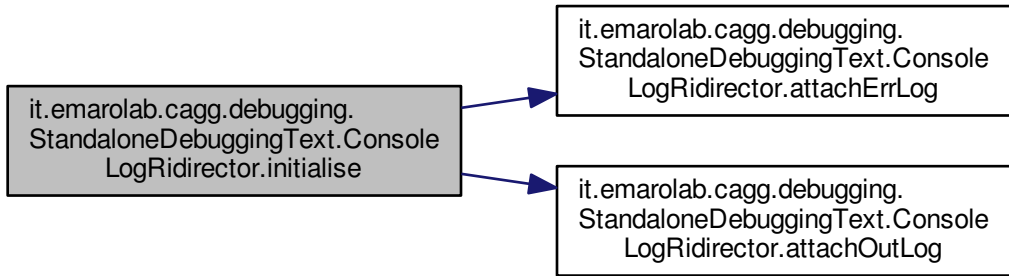 it.emarolab.cagg.debugging.
StandaloneDebuggingText.Console
LogRidirector.initialise
it.emarolab.cagg.debugging.
StandaloneDebuggingText.Console
LogRidirector.attachErrLog
it.emarolab.cagg.debugging.
StandaloneDebuggingText.Console
LogRidirector.attachOutLog